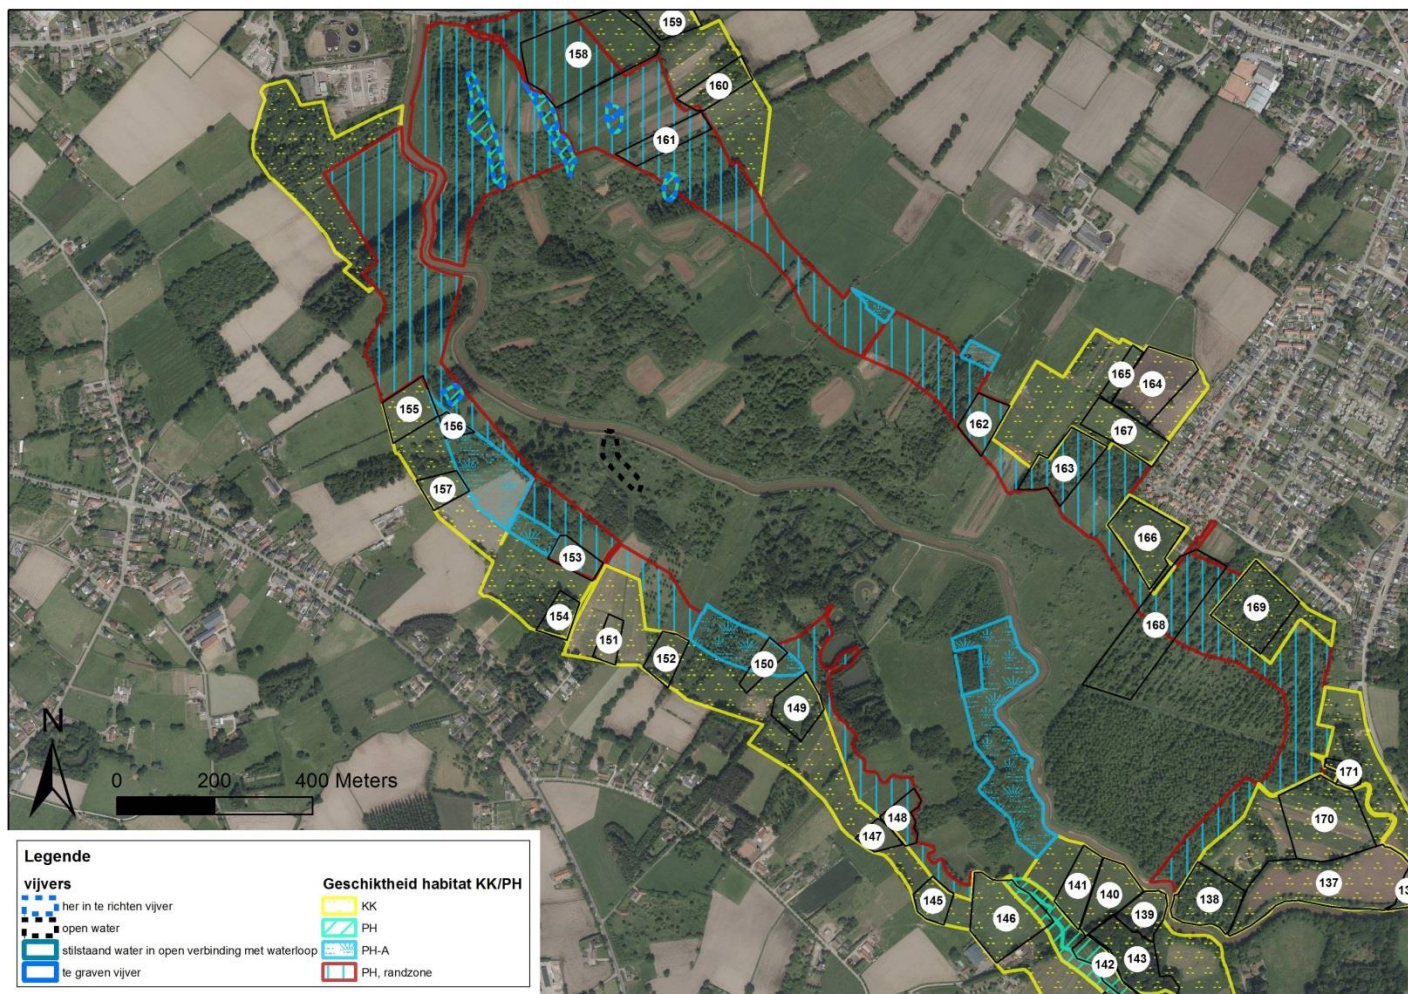 159
158
160
161
165
164
155
162
167
156
163
157
166
153
169
154
168
151
152
150
149
N
0 200 400 Meters
171
148
170
147
137
141
140
138
145
139
146
143
142
Legende
vijvers
her in te richten vijver
open water
stilstaand water in open verbinding met waterloop
te graven vijver
Geschiktheid habitat KK/PH
KK
PH
PH-A
PH, randzone